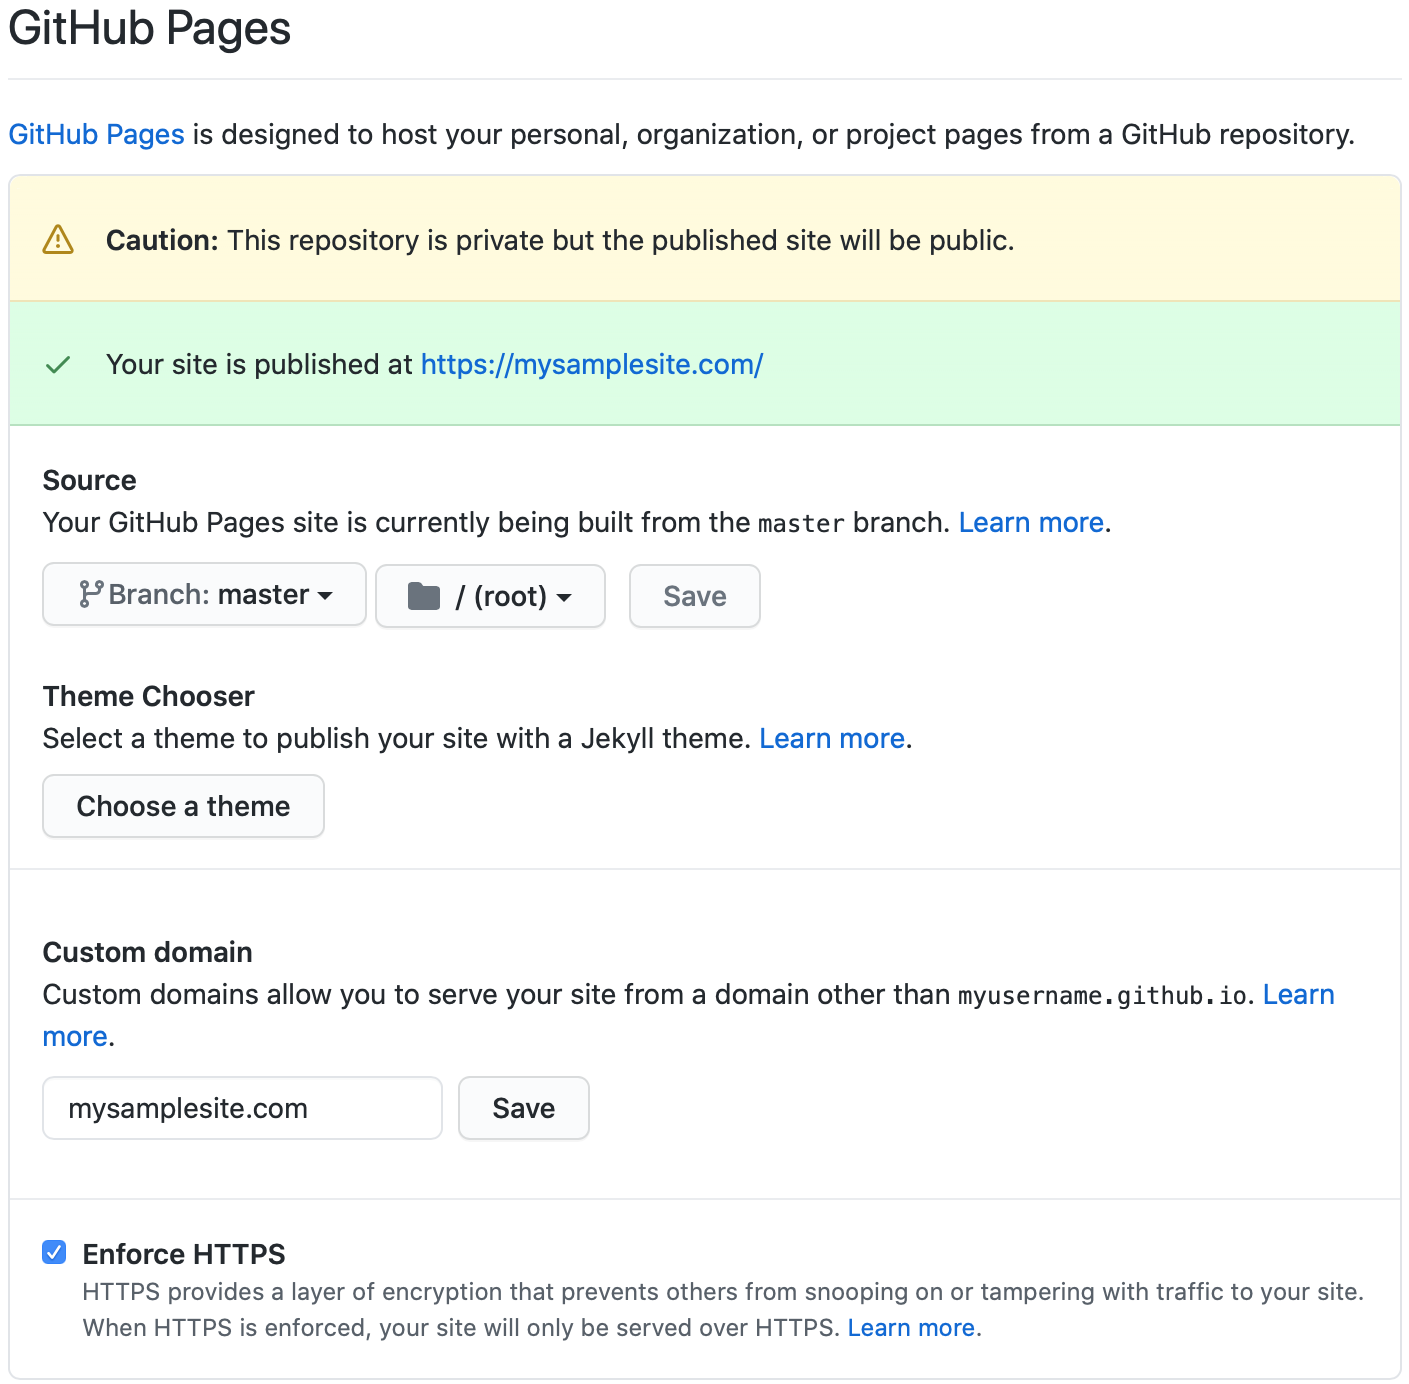 GitHub Pages
GitHub Pages is designed to host your personal, organization, or project pages from a GitHub repository.
Caution: This repository is private but the published site will be public.
Your site is published at https://mysamplesite.com/
Source
Your GitHub Pages site is currently being built from the master branch. Learn more.
Branch: master / (root) Save
Theme Chooser
Select a theme to publish your site with a Jekyll theme. Learn more.
Choose a theme
Custom domain
Custom domains allow you to serve your site from a domain other than myusername.github.io. Learn
more.
mysamplesite.com Save
Enforce HTTPS
HTTPS provides a layer of encryption that prevents others from snooping on or tampering with traffic to your site.
When HTTPS is enforced, your site will only be served over HTTPS. Learn more.